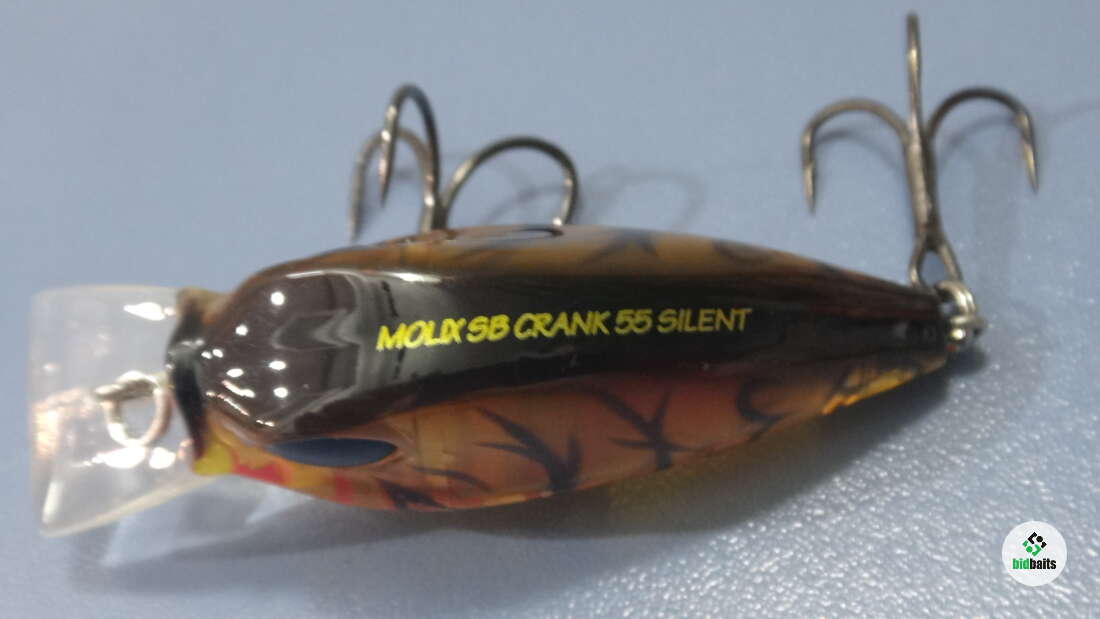 MOLIX SB CRANK 55 SILENT
bidbaits